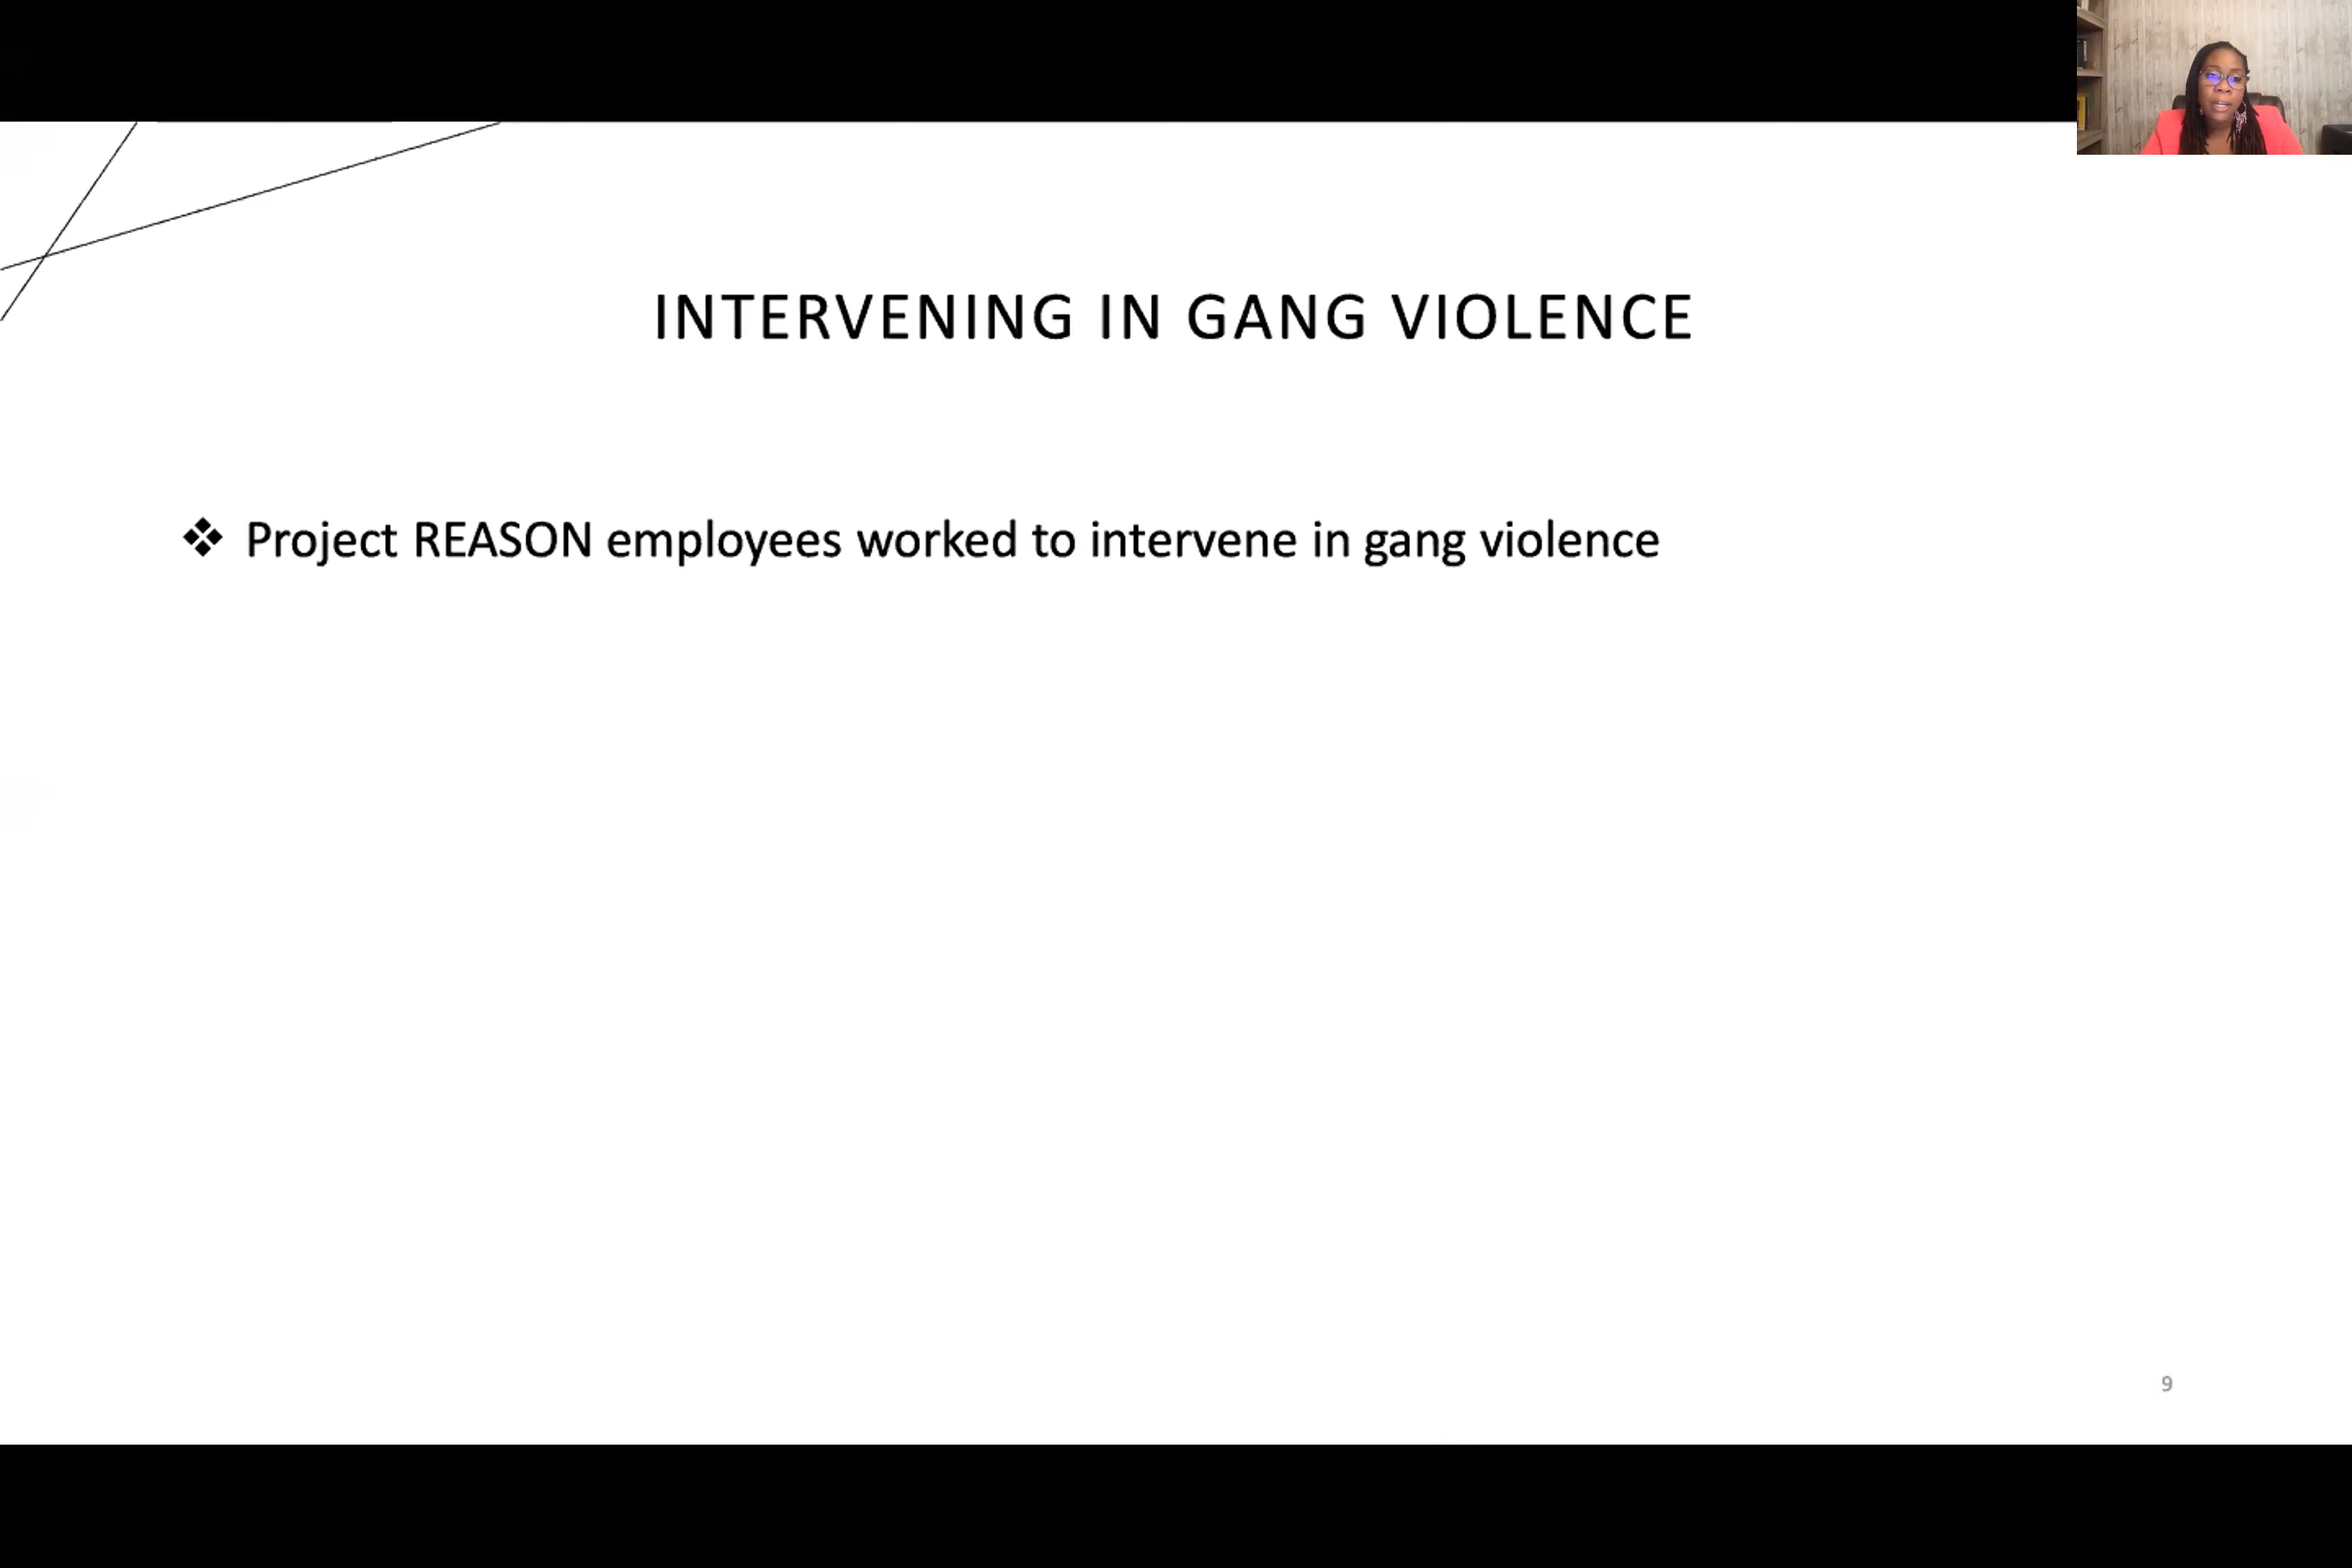 INTERVENING IN GANG VIOLENCE
❖ Project REASON employees worked to intervene in gang violence
9